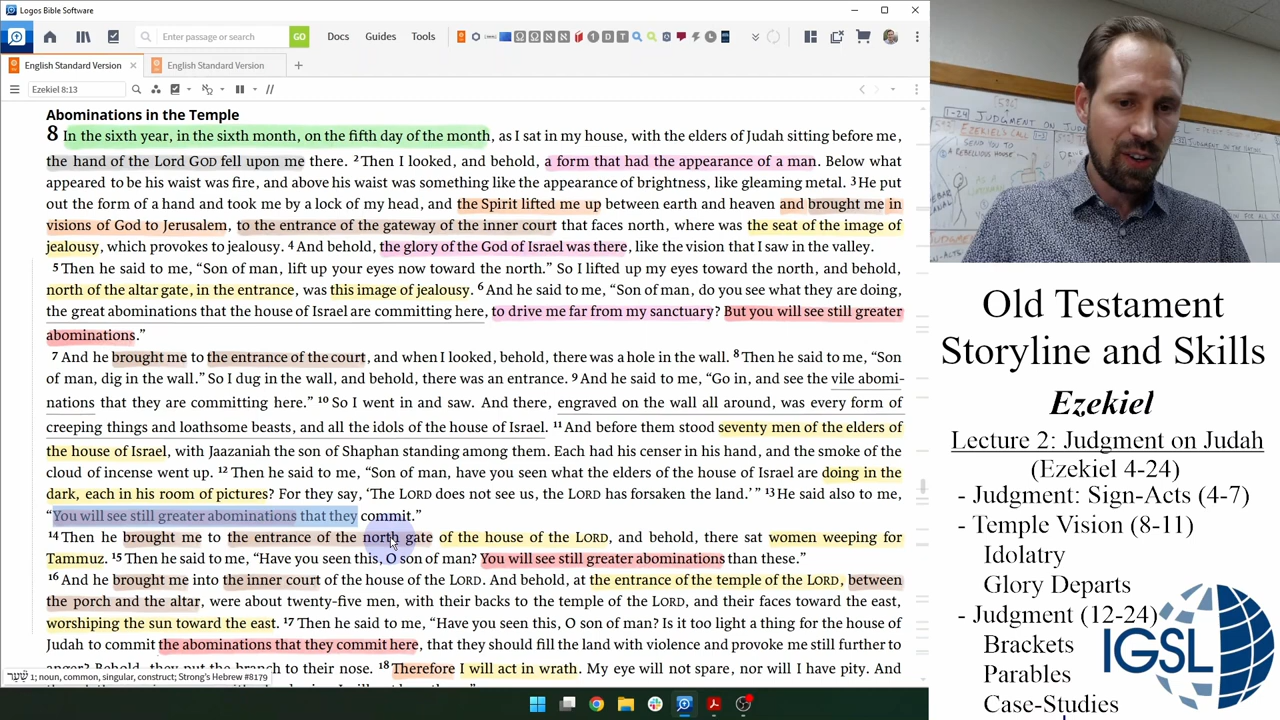 Logos Bible Software
Enter passage or search
GO
Docs
Guides
Tools
English Standard Version
English Standard Version
Ezekiel 8:13
Abominations in the Temple
8 In the sixth year, in the sixth month, on the fifth day of the month, as I sat in my house, with the elders of Judah sitting before me,
the hand of the Lord GOD fell upon me there. 2 Then I looked, and behold, a form that had the appearance of a man. Below what
appeared to be his waist was fire, and above his waist was something like the appearance of brightness, like gleaming metal. 3 He put
out the form of a hand and took me by a lock of my head, and the Spirit lifted me up between earth and heaven and brought me in
visions of God to Jerusalem, to the entrance of the gateway of the inner court that faces north, where was the seat of the image of
jealousy, which provokes to jealousy. 4 And behold, the glory of the God of Israel was there, like the vision that I saw in the valley.
5 Then he said to me, “Son of man, lift up your eyes now toward the north.” So I lifted up my eyes toward the north, and behold,
north of the altar gate, in the entrance, was this image of jealousy. 6 And he said to me, “Son of man, do you see what they are doing,
the great abominations that the house of Israel are committing here, to drive me far from my sanctuary? But you will see still greater
abominations.”
7 And he brought me to the entrance of the court, and when I looked, behold, there was a hole in the wall. 8 Then he said to me, “Son
of man, dig in the wall.” So I dug in the wall, and behold, there was an entrance. 9 And he said to me, “Go in, and see the vile abomi-
nations that they are committing here.” 10 So I went in and saw. And there, engraved on the wall all around, was every form of
creeping things and loathsome beasts, and all the idols of the house of Israel. 11 And before them stood seventy men of the elders of
the house of Israel, with Jaazaniah the son of Shaphan standing among them. Each had his censer in his hand, and the smoke of the
cloud of incense went up. 12 Then he said to me, “Son of man, have you seen what the elders of the house of Israel are doing in the
dark, each in his room of pictures? For they say, ‘The LORD does not see us, the LORD has forsaken the land.’” 13 He said also to me,
“You will see still greater abominations that they commit.”
14 Then he brought me to the entrance of the north gate of the house of the LORD, and behold, there sat women weeping for
Tammuz. 15 Then he said to me, “Have you seen this, O son of man? You will see still greater abominations than these.”
16 And he brought me into the inner court of the house of the LORD. And behold, at the entrance of the temple of the LORD, between
the porch and the altar, were about twenty-five men, with their backs to the temple of the LORD, and their faces toward the east,
worshiping the sun toward the east. 17 Then he said to me, “Have you seen this, O son of man? Is it too light a thing for the house of
Judah to commit the abominations that they commit here, that they should fill the land with violence and provoke me still further to
anger? Behold, they put the branch to their nose. 18 Therefore I will act in wrath. My eye will not spare, nor will I have pity. And
שַׁעַר 1; noun, common, singular, construct; Strong's Hebrew #8179
JUDGMENT ON JUDAH
EZEKIEL'S CALL
SEND YOU TO
A REBELLIOUS HOUSE
Old Testament
Storyline and Skills
Ezekiel
Lecture 2: Judgment on Judah
(Ezekiel 4-24)
- Judgment: Sign-Acts (4-7)
- Temple Vision (8-11)
Idolatry
Glory Departs
- Judgment (12-24)
Brackets
Parables
Case-Studies
IGSL